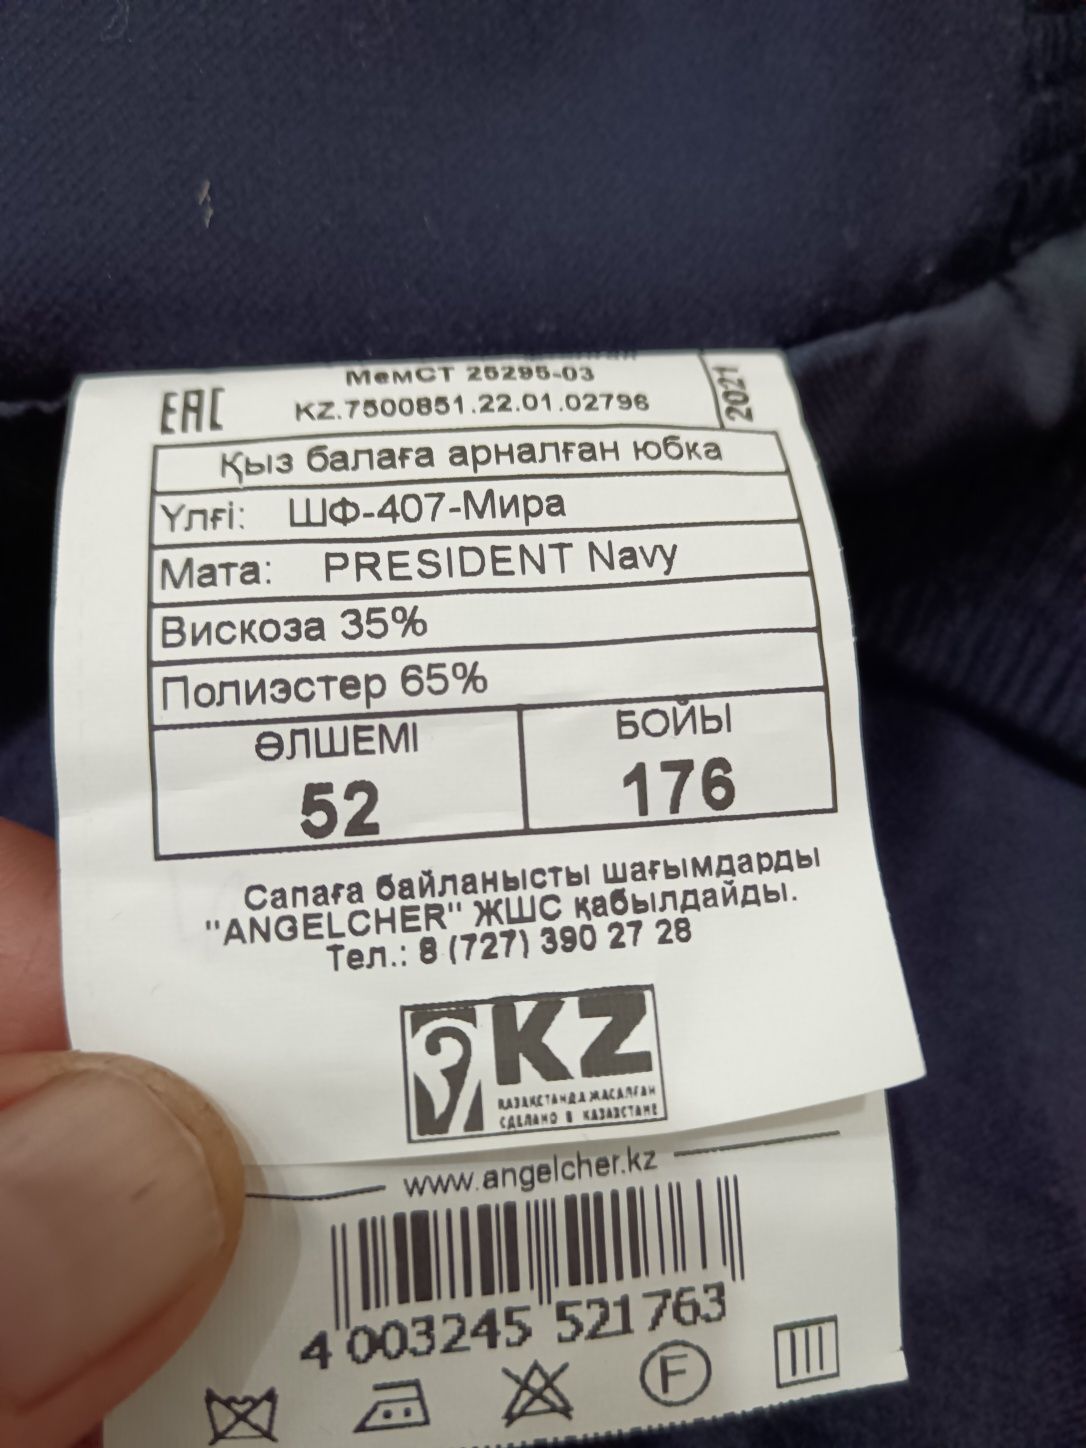 МемСТ 25295-03
ЕАС KZ.7500851.22.01.02796 2021
Қыз балаға арналған юбка
Үлгі: ШФ-407-Мира
Мата: PRESIDENT Navy
Вискоза 35%
Полиэстер 65%
ӨЛШЕМІ БОЙЫ
52 176
Сапаға байланысты шағымдарды
"ANGELCHER" ЖШС қабылдайды.
Тел.: 8 (727) 390 27 28
KZ
ҚАЗАҚСТАНДА ЖАСАЛҒАН
СДЕЛАНО В КАЗАХСТАНЕ
www.angelcher.kz
4 003245 521763
F